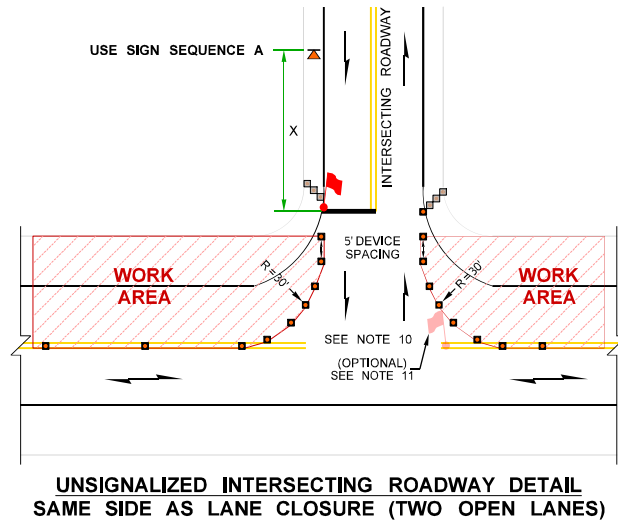 USE SIGN SEQUENCE A
X
INTERSECTING ROADWAY
5' DEVICE
SPACING
WORK
AREA
R=30'
R=30'
WORK
AREA
SEE NOTE 10
(OPTIONAL)
SEE NOTE 11
UNSIGNALIZED INTERSECTING ROADWAY DETAIL
SAME SIDE AS LANE CLOSURE (TWO OPEN LANES)